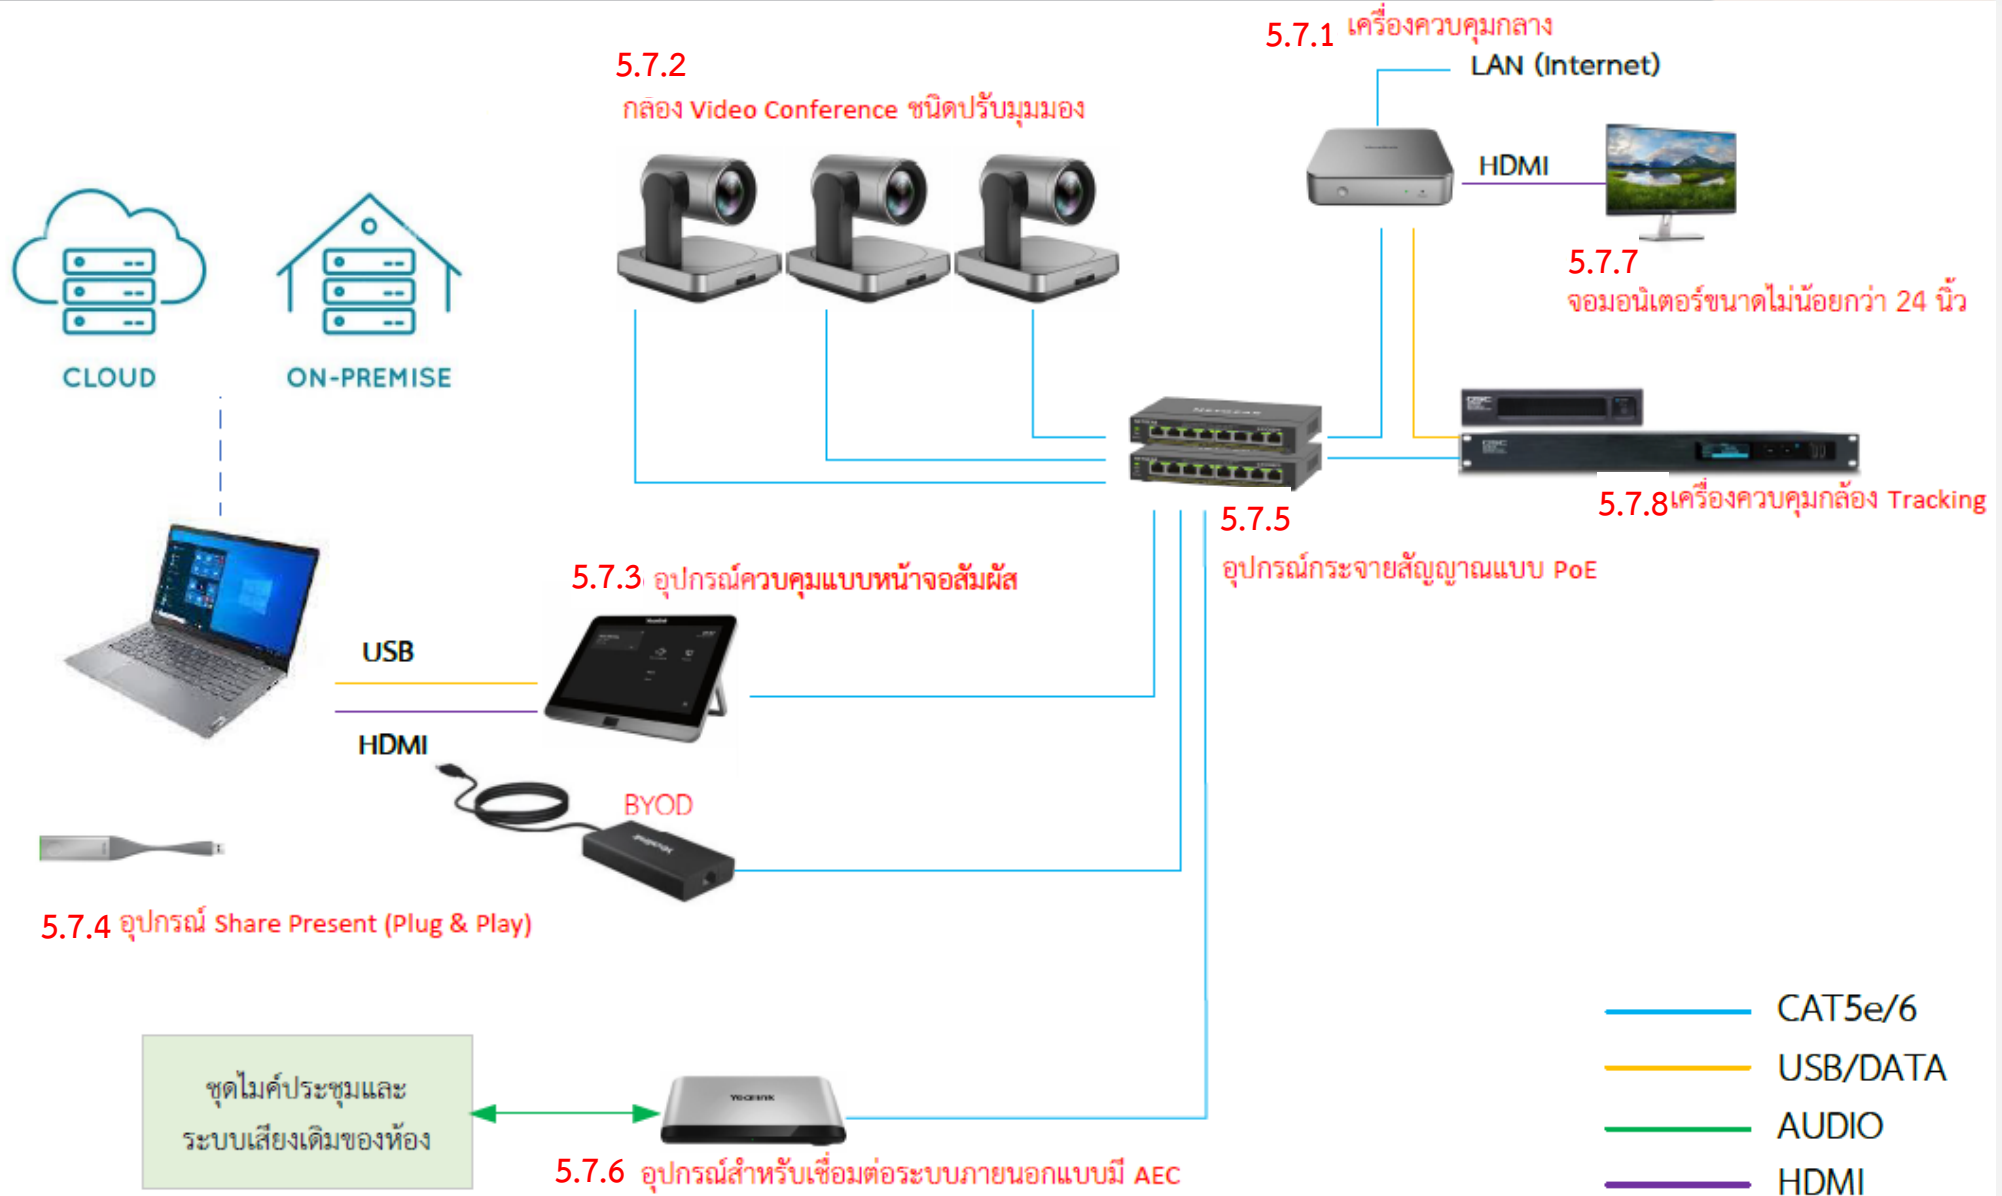 5.7.1 เครื่องควบคุมกลาง
LAN (Internet)
5.7.2
กล้อง Video Conference ชนิดปรับมุมมอง
HDMI
5.7.7
จอมอนิเตอร์ขนาดไม่น้อยกว่า 24 นิ้ว
CLOUD
ON-PREMISE
NETGEAR
QSC
QSC
5.7.8 เครื่องควบคุมกล้อง Tracking
5.7.5
อุปกรณ์กระจายสัญญาณแบบ PoE
5.7.3 อุปกรณ์ควบคุมแบบหน้าจอสัมผัส
Yealink
USB
HDMI
BYOD
Yealink
5.7.4 อุปกรณ์ Share Present (Plug & Play)
ชุดไมค์ประชุมและ
ระบบเสียงเดิมของห้อง
Yealink
5.7.6 อุปกรณ์สำหรับเชื่อมต่อระบบภายนอกแบบมี AEC
CAT5e/6
USB/DATA
AUDIO
HDMI